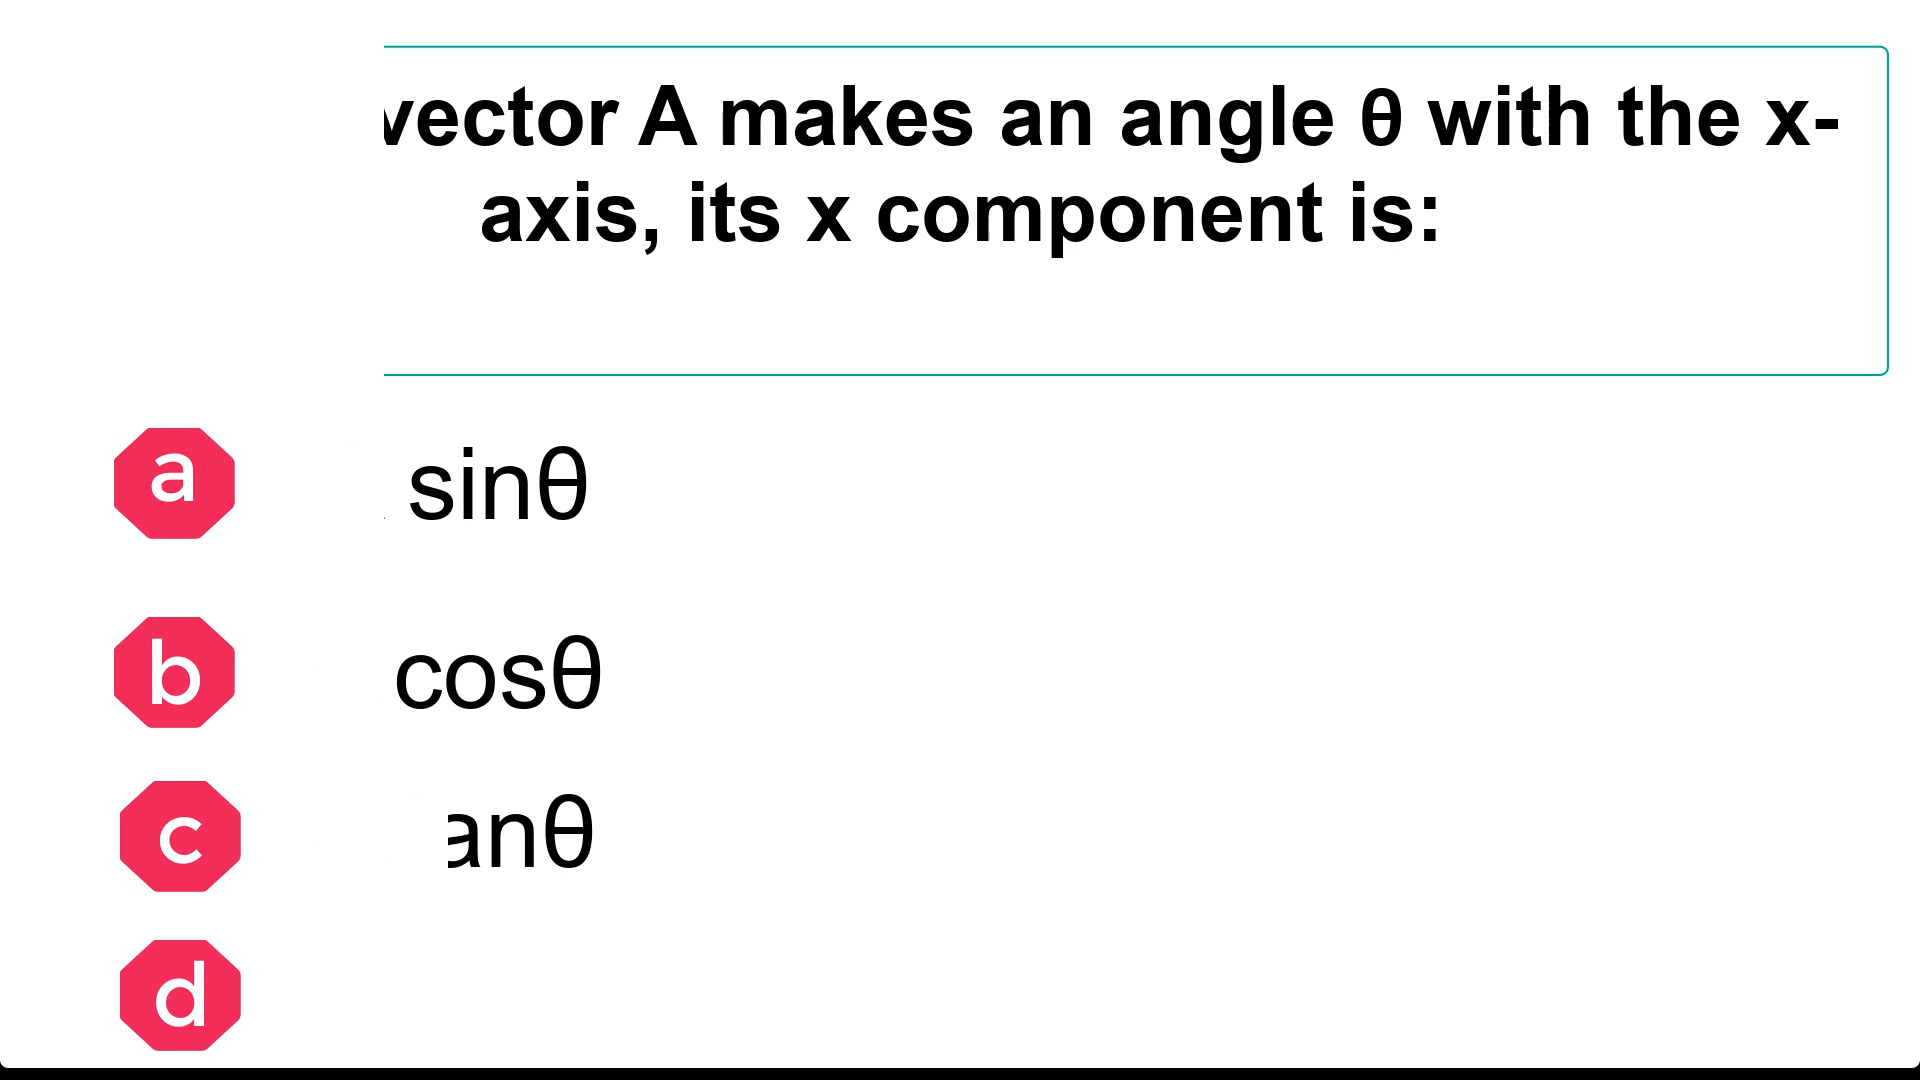 vector A makes an angle θ with the x-
axis, its x component is:
a sinθ
b cosθ
c anθ
d